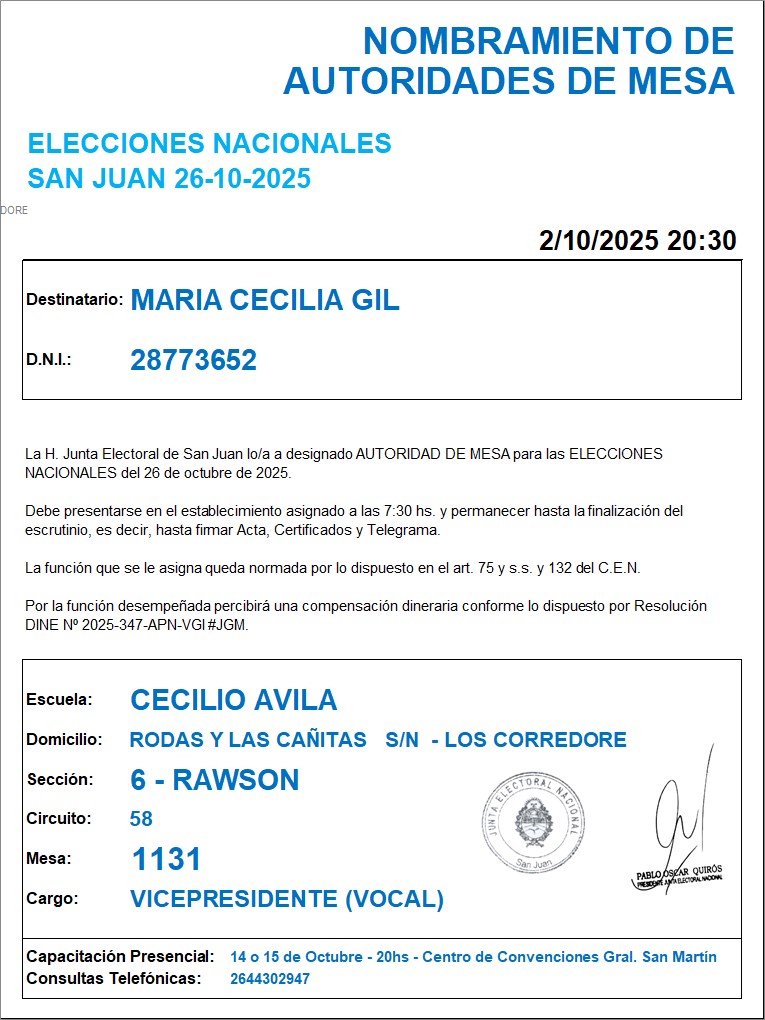 NOMBRAMIENTO DE
AUTORIDADES DE MESA
ELECCIONES NACIONALES
SAN JUAN 26-10-2025
DORE
2/10/2025 20:30
Destinatario: MARIA CECILIA GIL
D.N.I.: 28773652
La H. Junta Electoral de San Juan lo/a a designado AUTORIDAD DE MESA para las ELECCIONES
NACIONALES del 26 de octubre de 2025.
Debe presentarse en el establecimiento asignado a las 7:30 hs. y permanecer hasta la finalización del
escrutinio, es decir, hasta firmar Acta, Certificados y Telegrama.
La función que se le asigna queda normada por lo dispuesto en el art. 75 y s.s. y 132 del C.E.N.
Por la función desempeñada percibirá una compensación dineraria conforme lo dispuesto por Resolución
DINE Nº 2025-347-APN-VGI#JGM.
Escuela: CECILIO AVILA
Domicilio: RODAS Y LAS CAÑITAS S/N - LOS CORREDORE
Sección: 6 - RAWSON
Circuito: 58
Mesa: 1131
Cargo: VICEPRESIDENTE (VOCAL)
JUNTA ELECTORAL NACIONAL
San Juan
PABLO OSCAR QUIRÓS
PRESIDENTE JUNTA ELECTORAL NACIONAL
Capacitación Presencial: 14 o 15 de Octubre - 20hs - Centro de Convenciones Gral. San Martín
Consultas Telefónicas: 2644302947